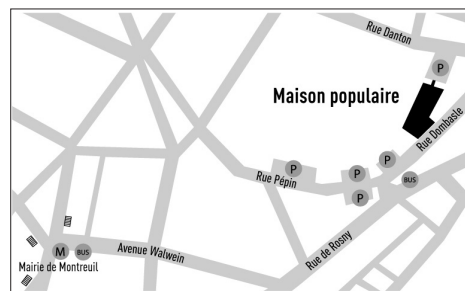 Rue Danton
P
Maison populaire
Rue Dombasle
P
P
P
Rue Pépin
P
BUS
Rue de Rosny
Avenue Walwein
M
BUS
Mairie de Montreuil